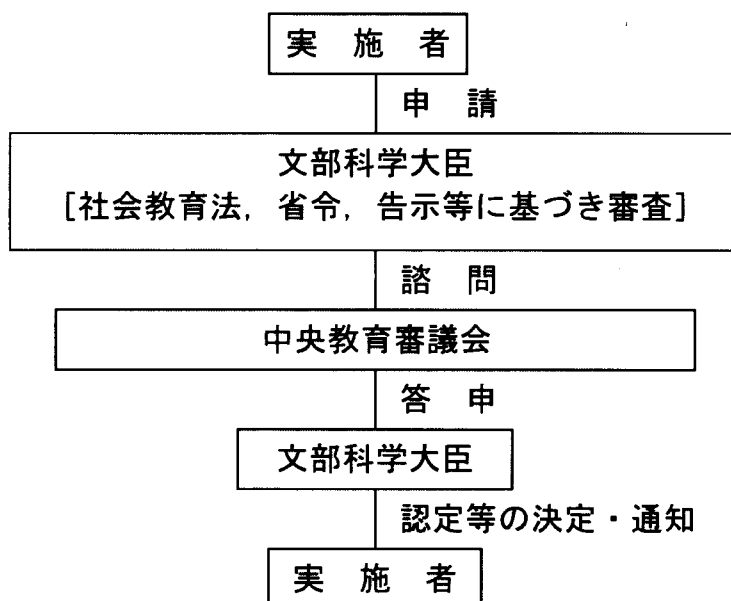 実 施 者
申 請
文部科学大臣
[社会教育法，省令，告示等に基づき審査]
諮 問
中央教育審議会
答 申
文部科学大臣
認定等の決定・通知
実 施 者